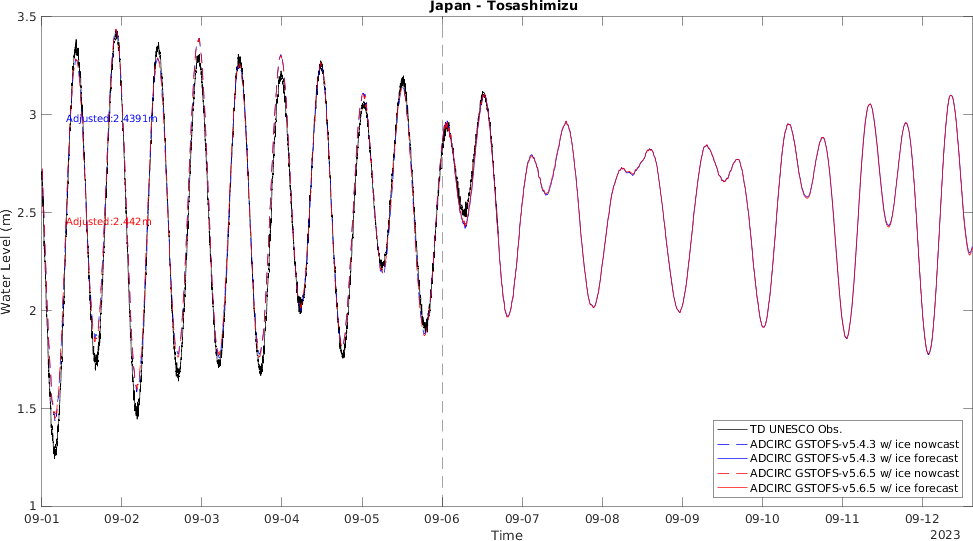 Japan - Tosashimizu
3.5
3
2.5
2
1.5
1
Water Level (m)
Adjusted:2.4391m
Adjusted:2.442m
TD UNESCO Obs.
ADCIRC GSTOFS-v5.4.3 w/ ice nowcast
ADCIRC GSTOFS-v5.4.3 w/ ice forecast
ADCIRC GSTOFS-v5.6.5 w/ ice nowcast
ADCIRC GSTOFS-v5.6.5 w/ ice forecast
09-01 09-02 09-03 09-04 09-05 09-06 09-07 09-08 09-09 09-10 09-11 09-12
Time
2023